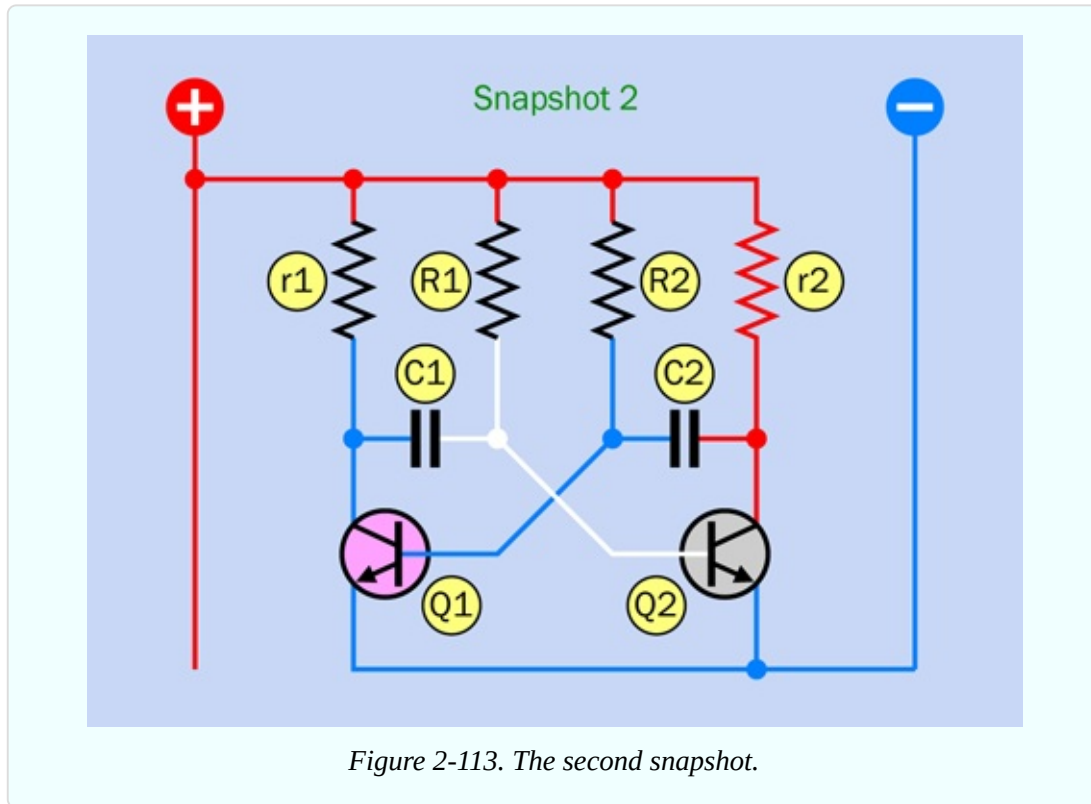 Snapshot 2
r1
R1
R2
r2
C1
C2
Q1
Q2
Figure 2-113. The second snapshot.